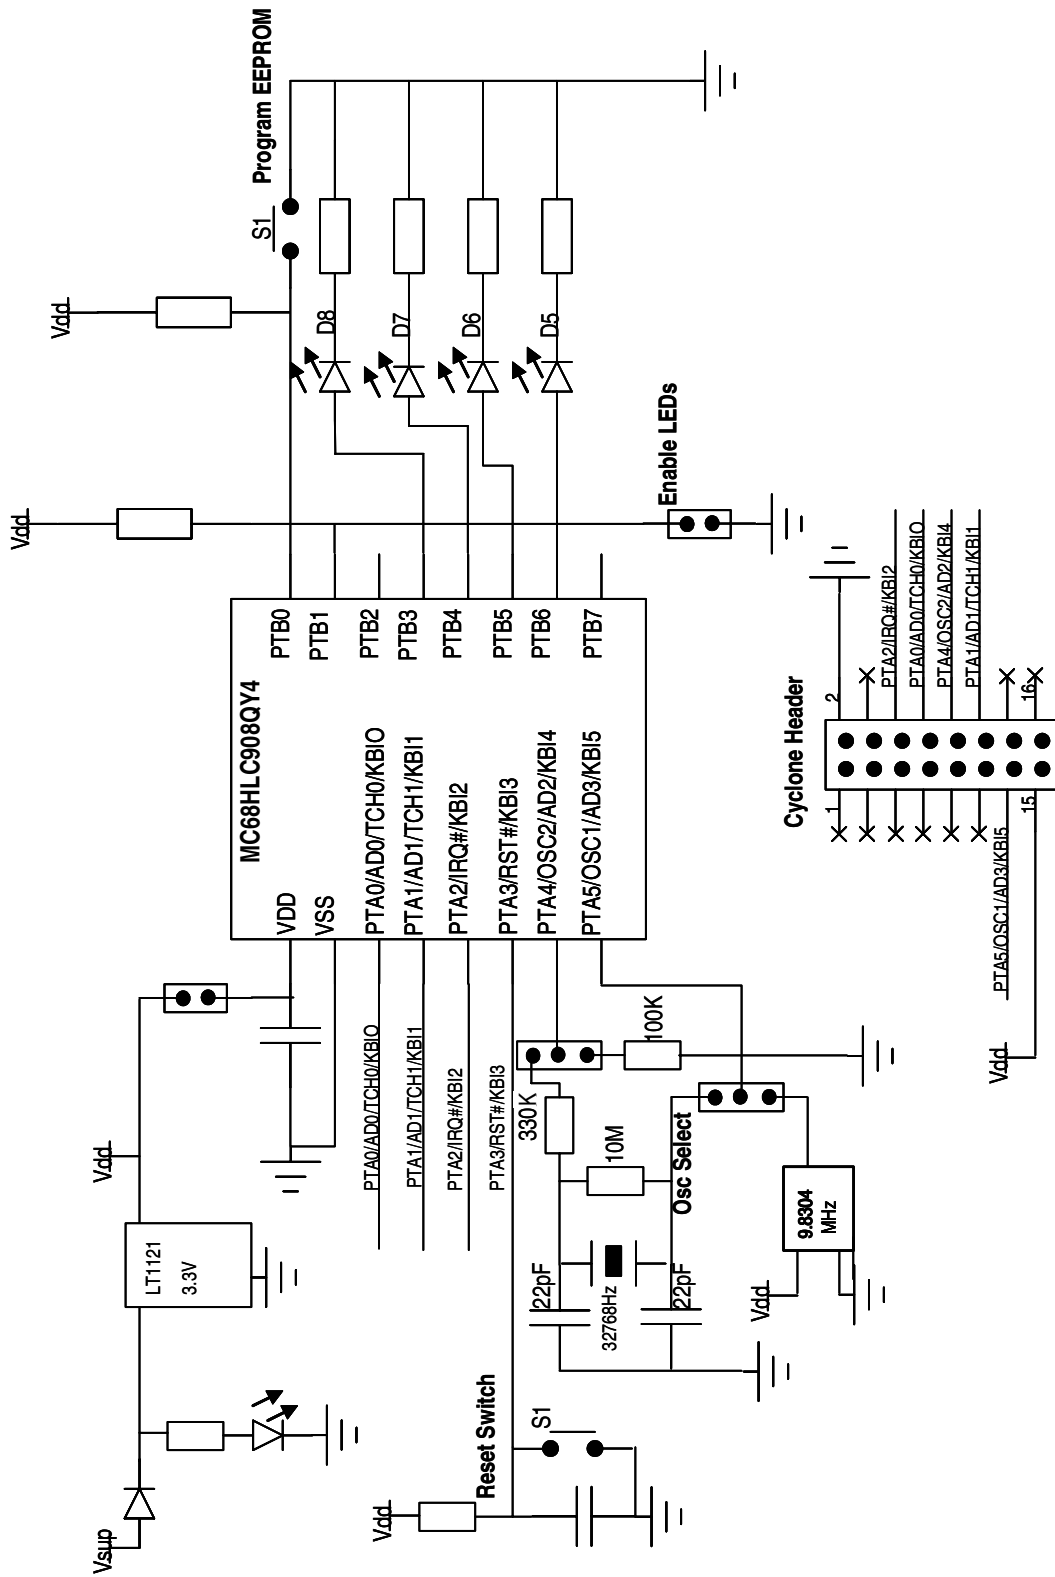 Vsup
LT1121
3.3V
Vdd
Vdd
Vdd
Program EEPROM
S1
D8
D7
D6
D5
Enable LEDs
MC68HLC908QY4
VDD
VSS
PTA0/AD0/TCH0/KBIO
PTA1/AD1/TCH1/KBI1
PTA2/IRQ#/KBI2
PTA3/RST#/KBI3
PTA4/OSC2/AD2/KBI4
PTA5/OSC1/AD3/KBI5
PTB0
PTB1
PTB2
PTB3
PTB4
PTB5
PTB6
PTB7
PTA0/AD0/TCH0/KBIO
PTA1/AD1/TCH1/KBI1
PTA2/IRQ#/KBI2
PTA3/RST#/KBI3
Vdd
Reset Switch
S1
22pF
32768Hz
22pF
330K
10M
100K
Osc Select
Vdd
9.8304
MHz
Cyclone Header
1
2
PTA2/IRQ#/KBI2
PTA0/AD0/TCH0/KBIO
PTA4/OSC2/AD2/KBI4
PTA1/AD1/TCH1/KBI1
PTA5/OSC1/AD3/KBI5
15
16
Vdd